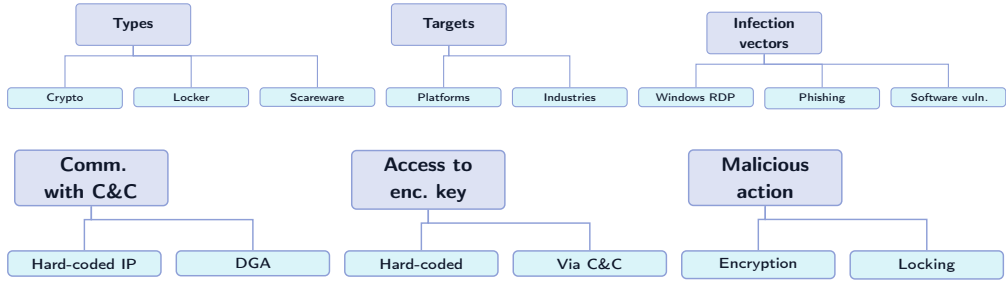 Types
Targets
Infection
vectors
Crypto
Locker
Scareware
Platforms
Industries
Windows RDP
Phishing
Software vuln.
Comm.
with C&C
Access to
enc. key
Malicious
action
Hard-coded IP
DGA
Hard-coded
Via C&C
Encryption
Locking